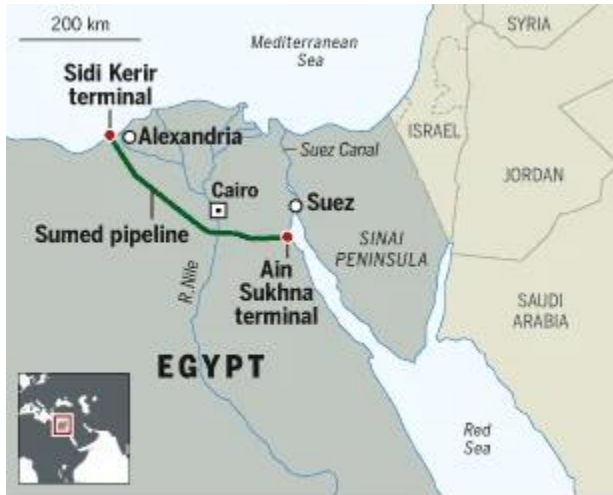 200 km
SYRIA
Mediterranean
Sea
Sidi Kerir
terminal
Alexandria
ISRAEL
Suez Canal
JORDAN
Cairo
Suez
Sumed pipeline
SINAI
PENINSULA
Ain
Sukhna
terminal
R.Nile
SAUDI
ARABIA
EGYPT
Red
Sea